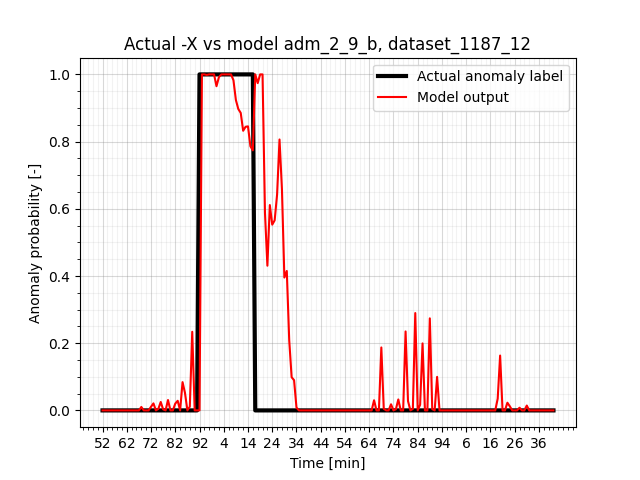 Actual -X vs model adm_2_9_b, dataset_1187_12
Actual anomaly label
Model output
Anomaly probability [-]
1.0
0.8
0.6
0.4
0.2
0.0
52 62 72 82 92 4 14 24 34 44 54 64 74 84 94 6 16 26 36
Time [min]